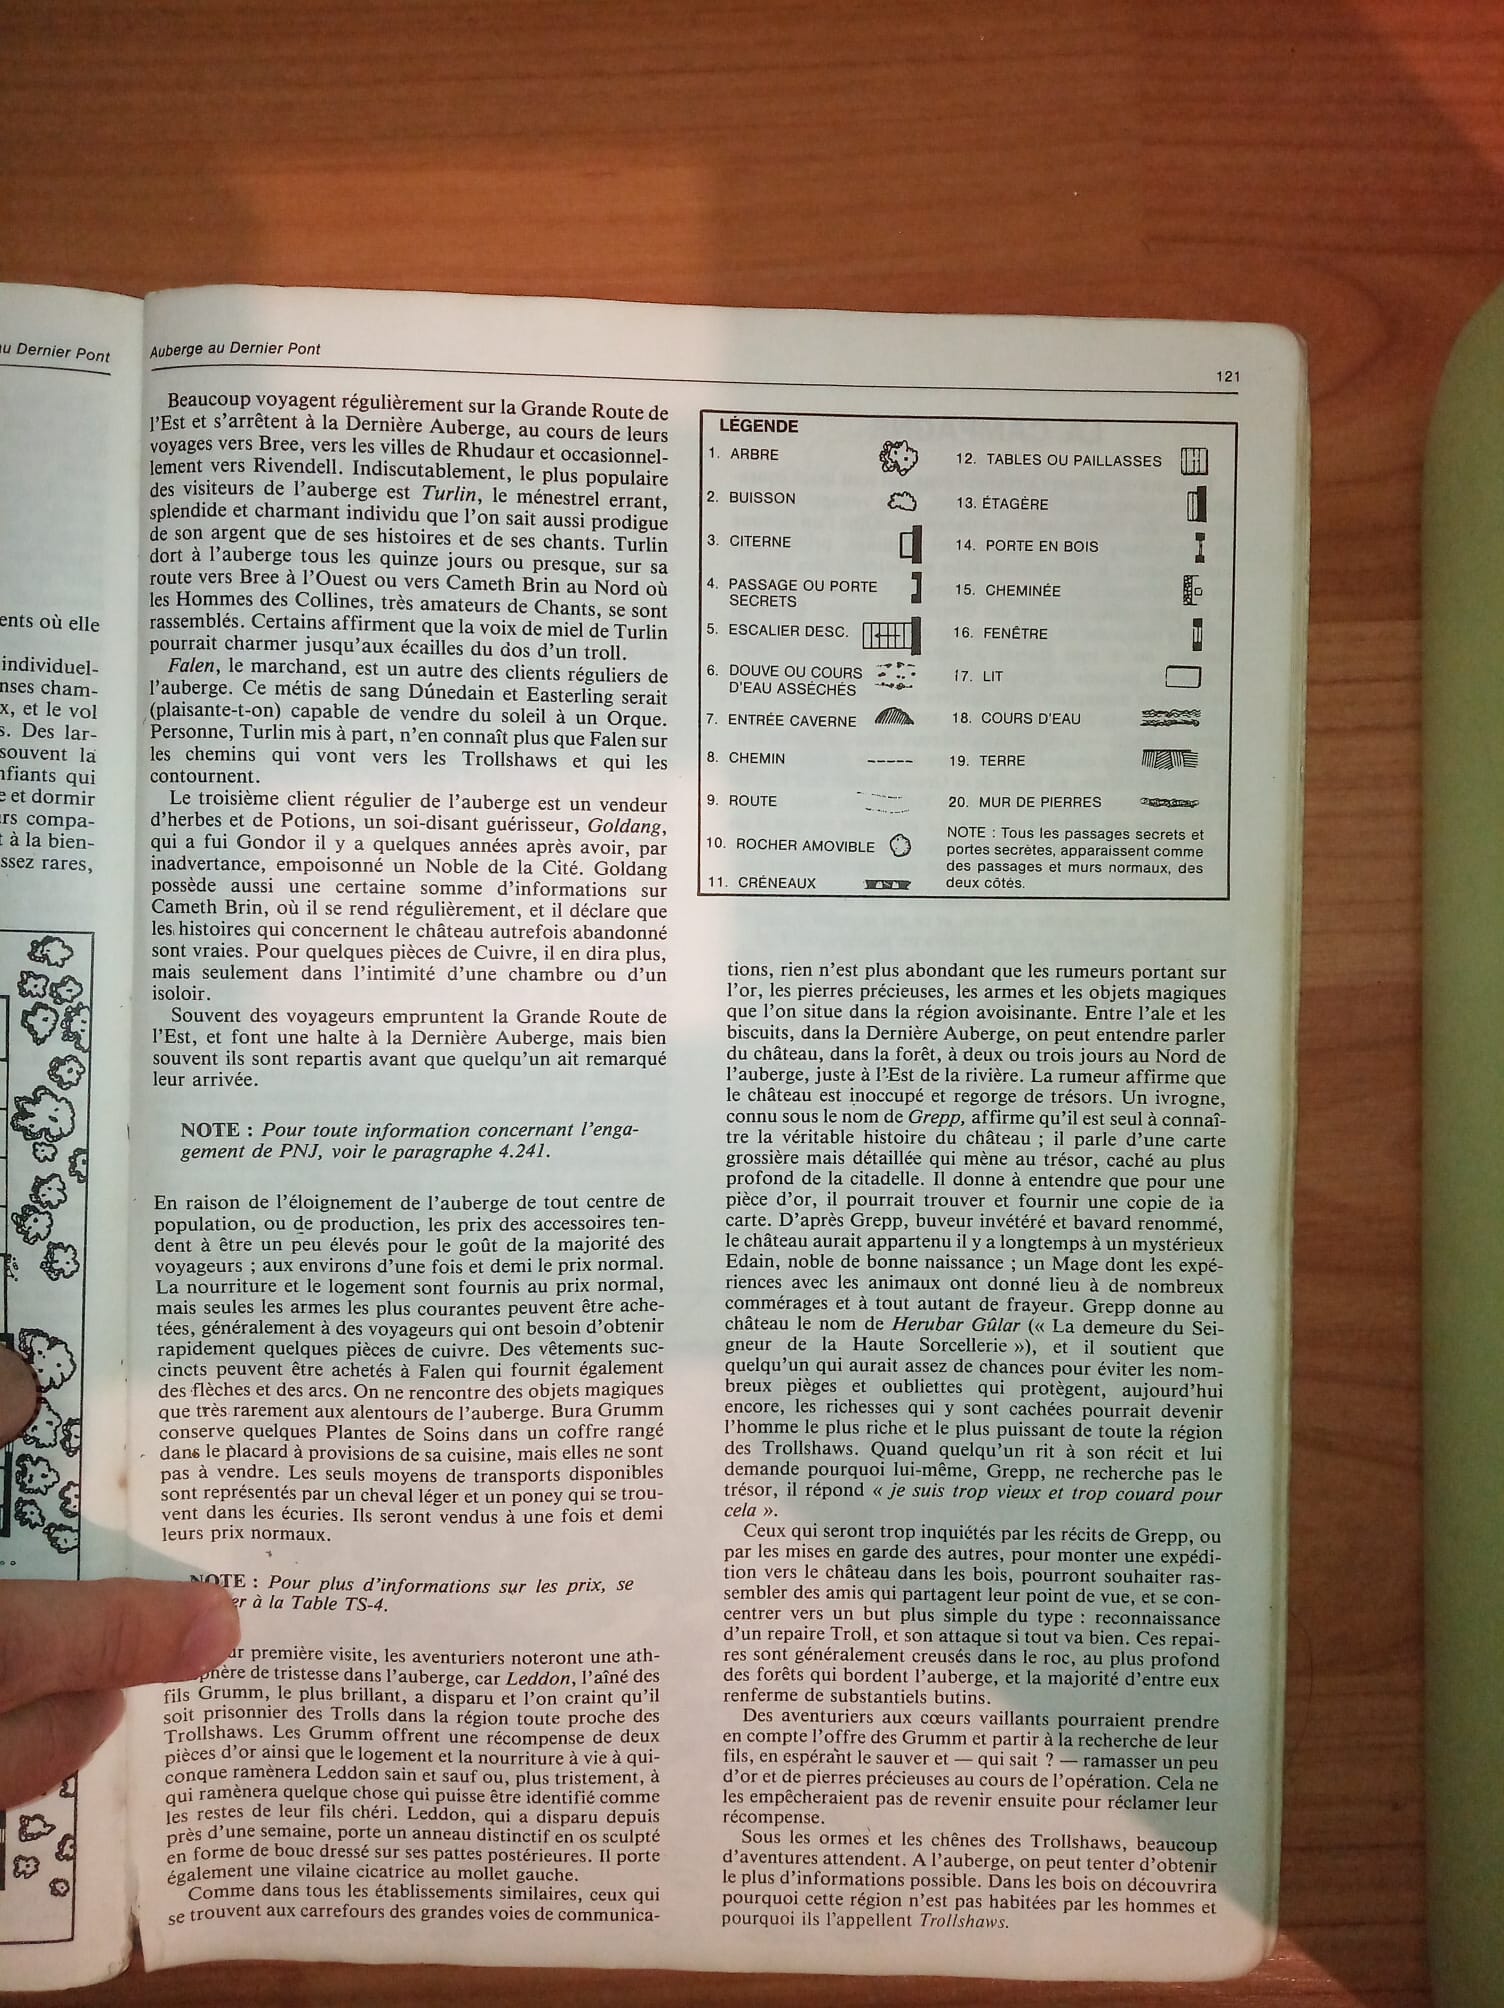 u Dernier Pont
ents où elle
individuel-
nses cham-
x, et le vol
s. Des lar-
souvent la
nfiants qui
e et dormir
rs compa-
t à la bien-
ssez rares,
Auberge au Dernier Pont
121
Beaucoup voyagent régulièrement sur la Grande Route de
l'Est et s'arrêtent à la Dernière Auberge, au cours de leurs
voyages vers Bree, vers les villes de Rhudaur et occasionnel-
lement vers Rivendell. Indiscutablement, le plus populaire
des visiteurs de l'auberge est Turlin, le ménestrel errant,
splendide et charmant individu que l'on sait aussi prodigue
de son argent que de ses histoires et de ses chants. Turlin
dort à l'auberge tous les quinze jours ou presque, sur sa
route vers Bree à l'Ouest ou vers Cameth Brin au Nord où
les Hommes des Collines, très amateurs de Chants, se sont
rassemblés. Certains affirment que la voix de miel de Turlin
pourrait charmer jusqu'aux écailles du dos d'un troll.
Falen, le marchand, est un autre des clients réguliers de
l'auberge. Ce métis de sang Dúnedain et Easterling serait
(plaisante-t-on) capable de vendre du soleil à un Orque.
Personne, Turlin mis à part, n'en connaît plus que Falen sur
les chemins qui vont vers les Trollshaws et qui les
contournent.
Le troisième client régulier de l'auberge est un vendeur
d'herbes et de Potions, un soi-disant guérisseur, Goldang,
qui a fui Gondor il y a quelques années après avoir, par
inadvertance, empoisonné un Noble de la Cité. Goldang
possède aussi une certaine somme d'informations sur
Cameth Brin, où il se rend régulièrement, et il déclare que
les histoires qui concernent le château autrefois abandonné
sont vraies. Pour quelques pièces de Cuivre, il en dira plus,
mais seulement dans l'intimité d'une chambre ou d'un
isoloir.
Souvent des voyageurs empruntent la Grande Route de
l'Est, et font une halte à la Dernière Auberge, mais bien
souvent ils sont repartis avant que quelqu'un ait remarqué
leur arrivée.
NOTE : Pour toute information concernant l'enga-
gement de PNJ, voir le paragraphe 4.241.
En raison de l'éloignement de l'auberge de tout centre de
population, ou de production, les prix des accessoires ten-
dent à être un peu élevés pour le goût de la majorité des
voyageurs ; aux environs d'une fois et demi le prix normal.
La nourriture et le logement sont fournis au prix normal,
mais seules les armes les plus courantes peuvent être ache-
tées, généralement à des voyageurs qui ont besoin d'obtenir
rapidement quelques pièces de cuivre. Des vêtements suc-
cincts peuvent être achetés à Falen qui fournit également
des flèches et des arcs. On ne rencontre des objets magiques
que très rarement aux alentours de l'auberge. Bura Grumm
conserve quelques Plantes de Soins dans un coffre rangé
dans le placard à provisions de sa cuisine, mais elles ne sont
pas à vendre. Les seuls moyens de transports disponibles
sont représentés par un cheval léger et un poney qui se trou-
vent dans les écuries. Ils seront vendus à une fois et demi
leurs prix normaux.
NOTE : Pour plus d'informations sur les prix, se
er à la Table TS-4.
ur première visite, les aventuriers noteront une ath-
phère de tristesse dans l'auberge, car Leddon, l'aîné des
fils Grumm, le plus brillant, a disparu et l'on craint qu'il
soit prisonnier des Trolls dans la région toute proche des
Trollshaws. Les Grumm offrent une récompense de deux
pièces d'or ainsi que le logement et la nourriture à vie à qui-
conque ramènera Leddon sain et sauf ou, plus tristement, à
qui ramènera quelque chose qui puisse être identifié comme
les restes de leur fils chéri. Leddon, qui a disparu depuis
près d'une semaine, porte un anneau distinctif en os sculpté
en forme de bouc dressé sur ses pattes postérieures. Il porte
également une vilaine cicatrice au mollet gauche.
Comme dans tous les établissements similaires, ceux qui
se trouvent aux carrefours des grandes voies de communica-
LÉGENDE
1. ARBRE
2. BUISSON
3. CITERNE
4. PASSAGE OU PORTE
SECRETS
5. ESCALIER DESC.
6. DOUVE OU COURS
D'EAU ASSÉCHÉS
7. ENTRÉE CAVERNE
8. CHEMIN
9. ROUTE
10. ROCHER AMOVIBLE
11. CRÉNEAUX
12. TABLES OU PAILLASSES
13. ÉTAGÈRE
14. PORTE EN BOIS
15. CHEMINÉE
16. FENÊTRE
17. LIT
18. COURS D'EAU
19. TERRE
20. MUR DE PIERRES
NOTE : Tous les passages secrets et
portes secrètes, apparaissent comme
des passages et murs normaux, des
deux côtés.
tions, rien n'est plus abondant que les rumeurs portant sur
l'or, les pierres précieuses, les armes et les objets magiques
que l'on situe dans la région avoisinante. Entre l'ale et les
biscuits, dans la Dernière Auberge, on peut entendre parler
du château, dans la forêt, à deux ou trois jours au Nord de
l'auberge, juste à l'Est de la rivière. La rumeur affirme que
le château est inoccupé et regorge de trésors. Un ivrogne,
connu sous le nom de Grepp, affirme qu'il est seul à connaî-
tre la véritable histoire du château ; il parle d'une carte
grossière mais détaillée qui mène au trésor, caché au plus
profond de la citadelle. Il donne à entendre que pour une
pièce d'or, il pourrait trouver et fournir une copie de la
carte. D'après Grepp, buveur invétéré et bavard renommé,
le château aurait appartenu il y a longtemps à un mystérieux
Edain, noble de bonne naissance ; un Mage dont les expé-
riences avec les animaux ont donné lieu à de nombreux
commérages et à tout autant de frayeur. Grepp donne au
château le nom de Herubar Gûlar (« La demeure du Sei-
gneur de la Haute Sorcellerie »), et il soutient que
quelqu'un qui aurait assez de chances pour éviter les nom-
breux pièges et oubliettes qui protègent, aujourd'hui
encore, les richesses qui y sont cachées pourrait devenir
l'homme le plus riche et le plus puissant de toute la région
des Trollshaws. Quand quelqu'un rit à son récit et lui
demande pourquoi lui-même, Grepp, ne recherche pas le
trésor, il répond « je suis trop vieux et trop couard pour
cela ».
Ceux qui seront trop inquiétés par les récits de Grepp, ou
par les mises en garde des autres, pour monter une expédi-
tion vers le château dans les bois, pourront souhaiter ras-
sembler des amis qui partagent leur point de vue, et se con-
centrer vers un but plus simple du type : reconnaissance
d'un repaire Troll, et son attaque si tout va bien. Ces repai-
res sont généralement creusés dans le roc, au plus profond
des forêts qui bordent l'auberge, et la majorité d'entre eux
renferme de substantiels butins.
Des aventuriers aux cœurs vaillants pourraient prendre
en compte l'offre des Grumm et partir à la recherche de leur
fils, en espérant le sauver et — qui sait ? — ramasser un peu
d'or et de pierres précieuses au cours de l'opération. Cela ne
les empêcheraient pas de revenir ensuite pour réclamer leur
récompense.
Sous les ormes et les chênes des Trollshaws, beaucoup
d'aventures attendent. A l'auberge, on peut tenter d'obtenir
le plus d'informations possible. Dans les bois on découvrira
pourquoi cette région n'est pas habitées par les hommes et
pourquoi ils l'appellent Trollshaws.